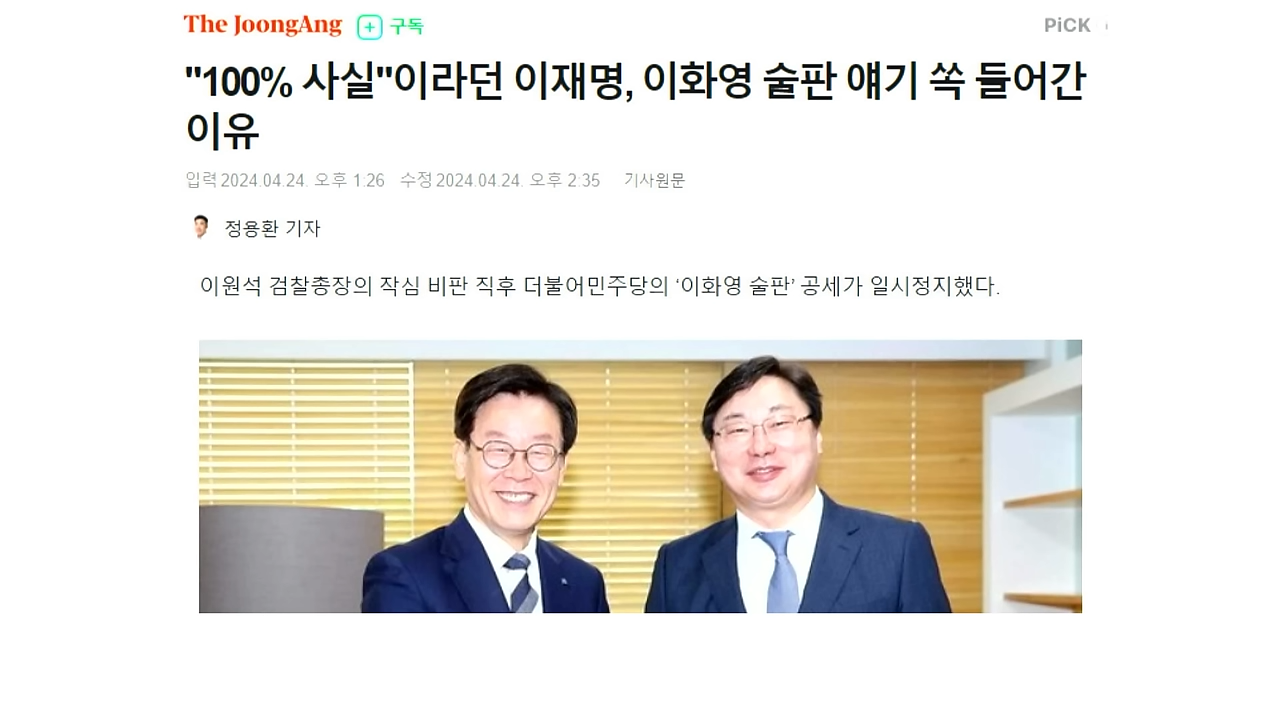 The JoongAng + 구독
PiCK
"100% 사실"이라던 이재명, 이화영 술판 얘기 쏙 들어간
이유
입력 2024.04.24. 오후 1:26 수정 2024.04.24. 오후 2:35 기사원문
정용환 기자
이원석 검찰총장의 작심 비판 직후 더불어민주당의 ‘이화영 술판’ 공세가 일시정지했다.